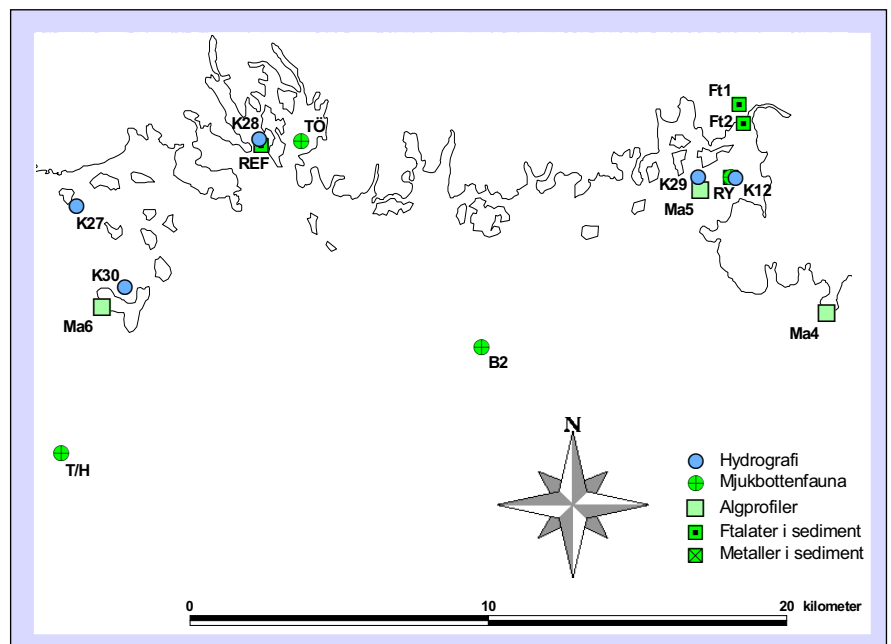 Ft1
Ft2
K28
TÖ
REF
K29
K12
RY
Ma5
K27
K30
Ma6
Ma4
B2
T/H
N
Hydrografi
Mjukbottenfauna
Algprofiler
Ftalater i sediment
Metaller i sediment
0 10 20 kilometer